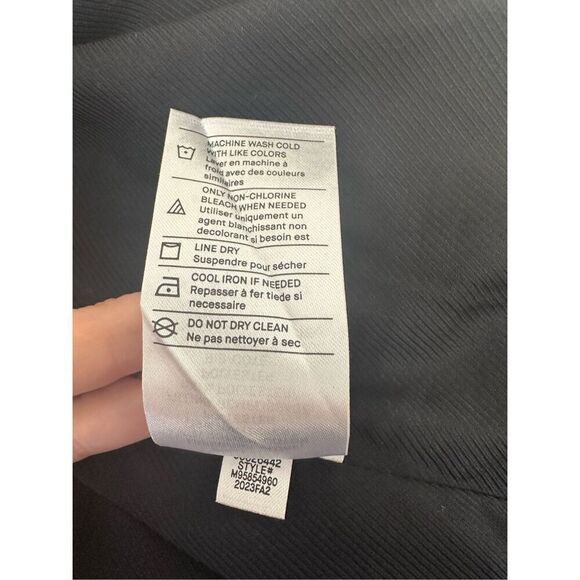 MACHINE WASH COLD
WITH LIKE COLORS
Laver en machine à
froid avec des couleurs
similaires
ONLY NON-CHLORINE
BLEACH WHEN NEEDED
Utiliser uniquement un
agent blanchissant non
decolorant si besoin est
LINE DRY
Suspendre pour sécher
COOL IRON IF NEEDED
Repasser à fer tiede si
necessaire
DO NOT DRY CLEAN
Ne pas nettoyer à sec
STYLE#
M95854960
2023FA2